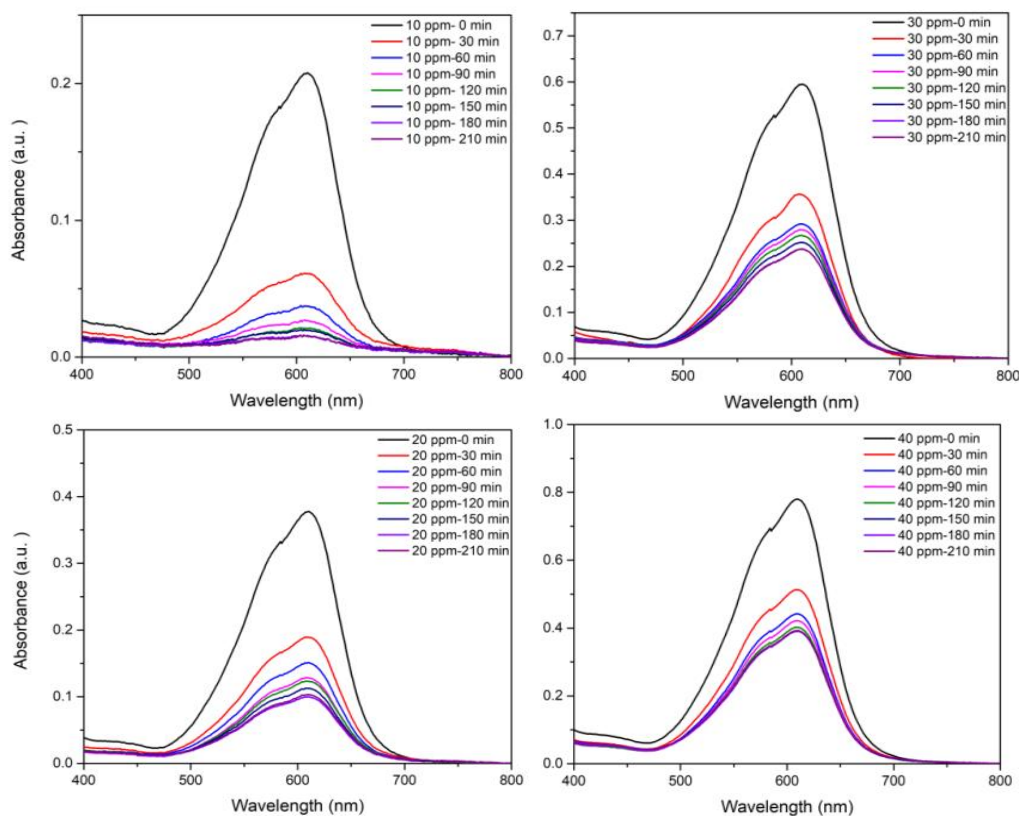 10 ppm- 0 min
10 ppm- 30 min
10 ppm-60 min
10 ppm-90 min
10 ppm- 120 min
10 ppm- 150 min
10 ppm- 180 min
10 ppm- 210 min
0.2
0.1
0.0
400
500
600
700
800
Absorbance (a.u.)
Wavelength (nm)
30 ppm-0 min
30 ppm-30 min
30 ppm-60 min
30 ppm-90 min
30 ppm-120 min
30 ppm-150 min
30 ppm-180 min
30 ppm-210 min
0.7
0.6
0.5
0.4
0.3
0.2
0.1
0.0
400
500
600
700
800
Wavelength (nm)
20 ppm-0 min
20 ppm-30 min
20 ppm-60 min
20 ppm-90 min
20 ppm-120 min
20 ppm-150 min
20 ppm-180 min
20 ppm-210 min
0.5
0.4
0.3
0.2
0.1
0.0
400
500
600
700
800
Absorbance (a.u.)
Wavelength (nm)
40 ppm-0 min
40 ppm-30 min
40 ppm-60 min
40 ppm-90 min
40 ppm-120 min
40 ppm-150 min
40 ppm-180 min
40 ppm-210 min
1.0
0.8
0.6
0.4
0.2
0.0
400
500
600
700
800
Wavelength (nm)